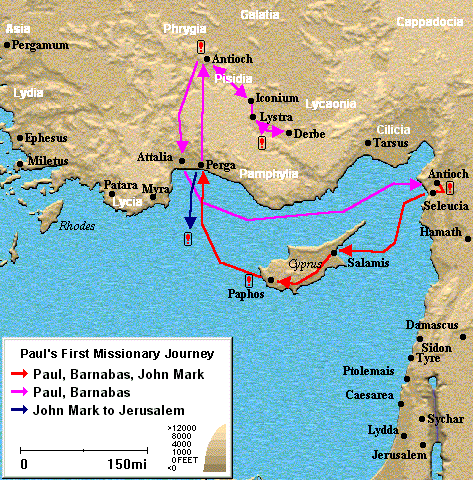 Asia
Phrygia
Galatia
Cappadocia
Pergamum
Antioch
Pisidia
Lydia
Iconium
Lycaonia
Lystra
Derbe
Cilicia
Tarsus
Ephesus
Miletus
Attalia
Perga
Pamphylia
Antioch
Patara
Myra
Lycia
Seleucia
Rhodes
Hamath
Cyprus
Salamis
Paphos
Damascus
Sidon
Tyre
Ptolemais
Caesarea
Sychar
Lydda
Jerusalem
Paul's First Missionary Journey
Paul, Barnabas, John Mark
Paul, Barnabas
John Mark to Jerusalem
>12000
8000
4000
0 FEET
<0
0 150mi